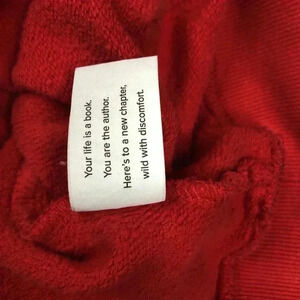 Your life is a book.
You are the author.
Here's to a new chapter,
wild with discomfort.